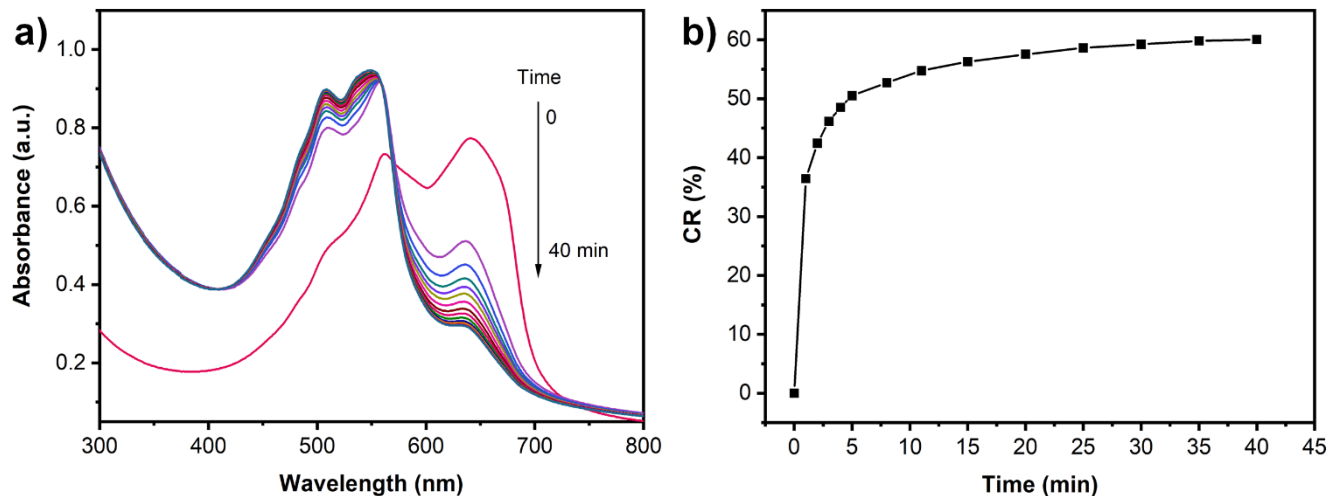 a)
Absorbance (a.u.)
1.0
0.8
0.6
0.4
0.2
Time
0
40 min
300 400 500 600 700 800
Wavelength (nm)
b)
CR (%)
60
50
40
30
20
10
0
0 5 10 15 20 25 30 35 40 45
Time (min)